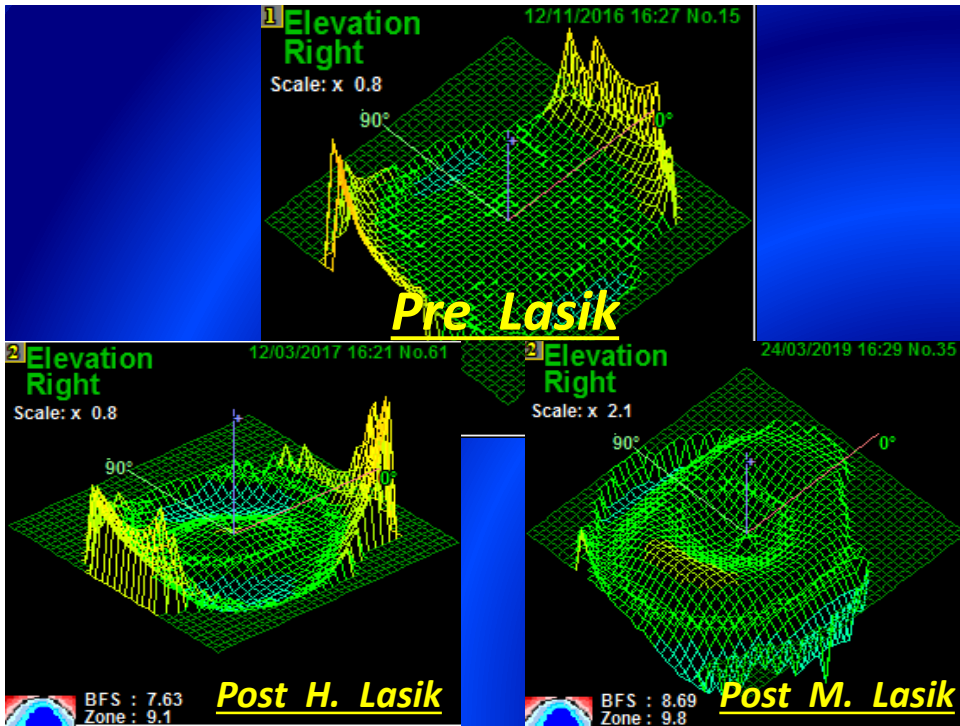 1 Elevation
Right
12/11/2016 16:27 No.15
Scale: x 0.8
90°
0°
Pre Lasik
2 Elevation
Right
12/03/2017 16:21 No.61
Scale: x 0.8
90°
0°
BFS : 7.63
Zone : 9.1
Post H. Lasik
2 Elevation
Right
24/03/2019 16:29 No.35
Scale: x 2.1
90°
0°
BFS : 8.69
Zone : 9.8
Post M. Lasik